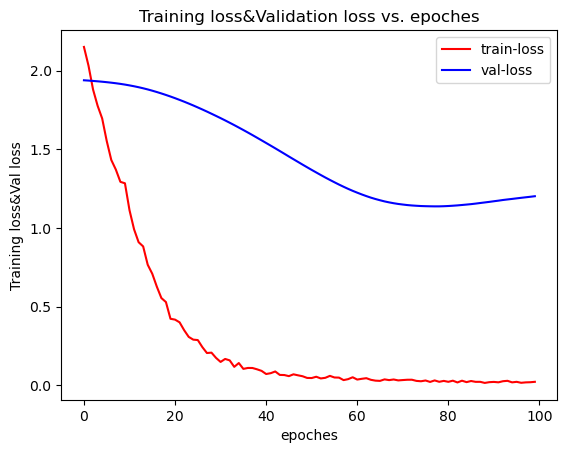 Training loss&Validation loss vs. epoches
train-loss
val-loss
Training loss&Val loss
2.0
1.5
1.0
0.5
0.0
0
20
40
60
80
100
epoches